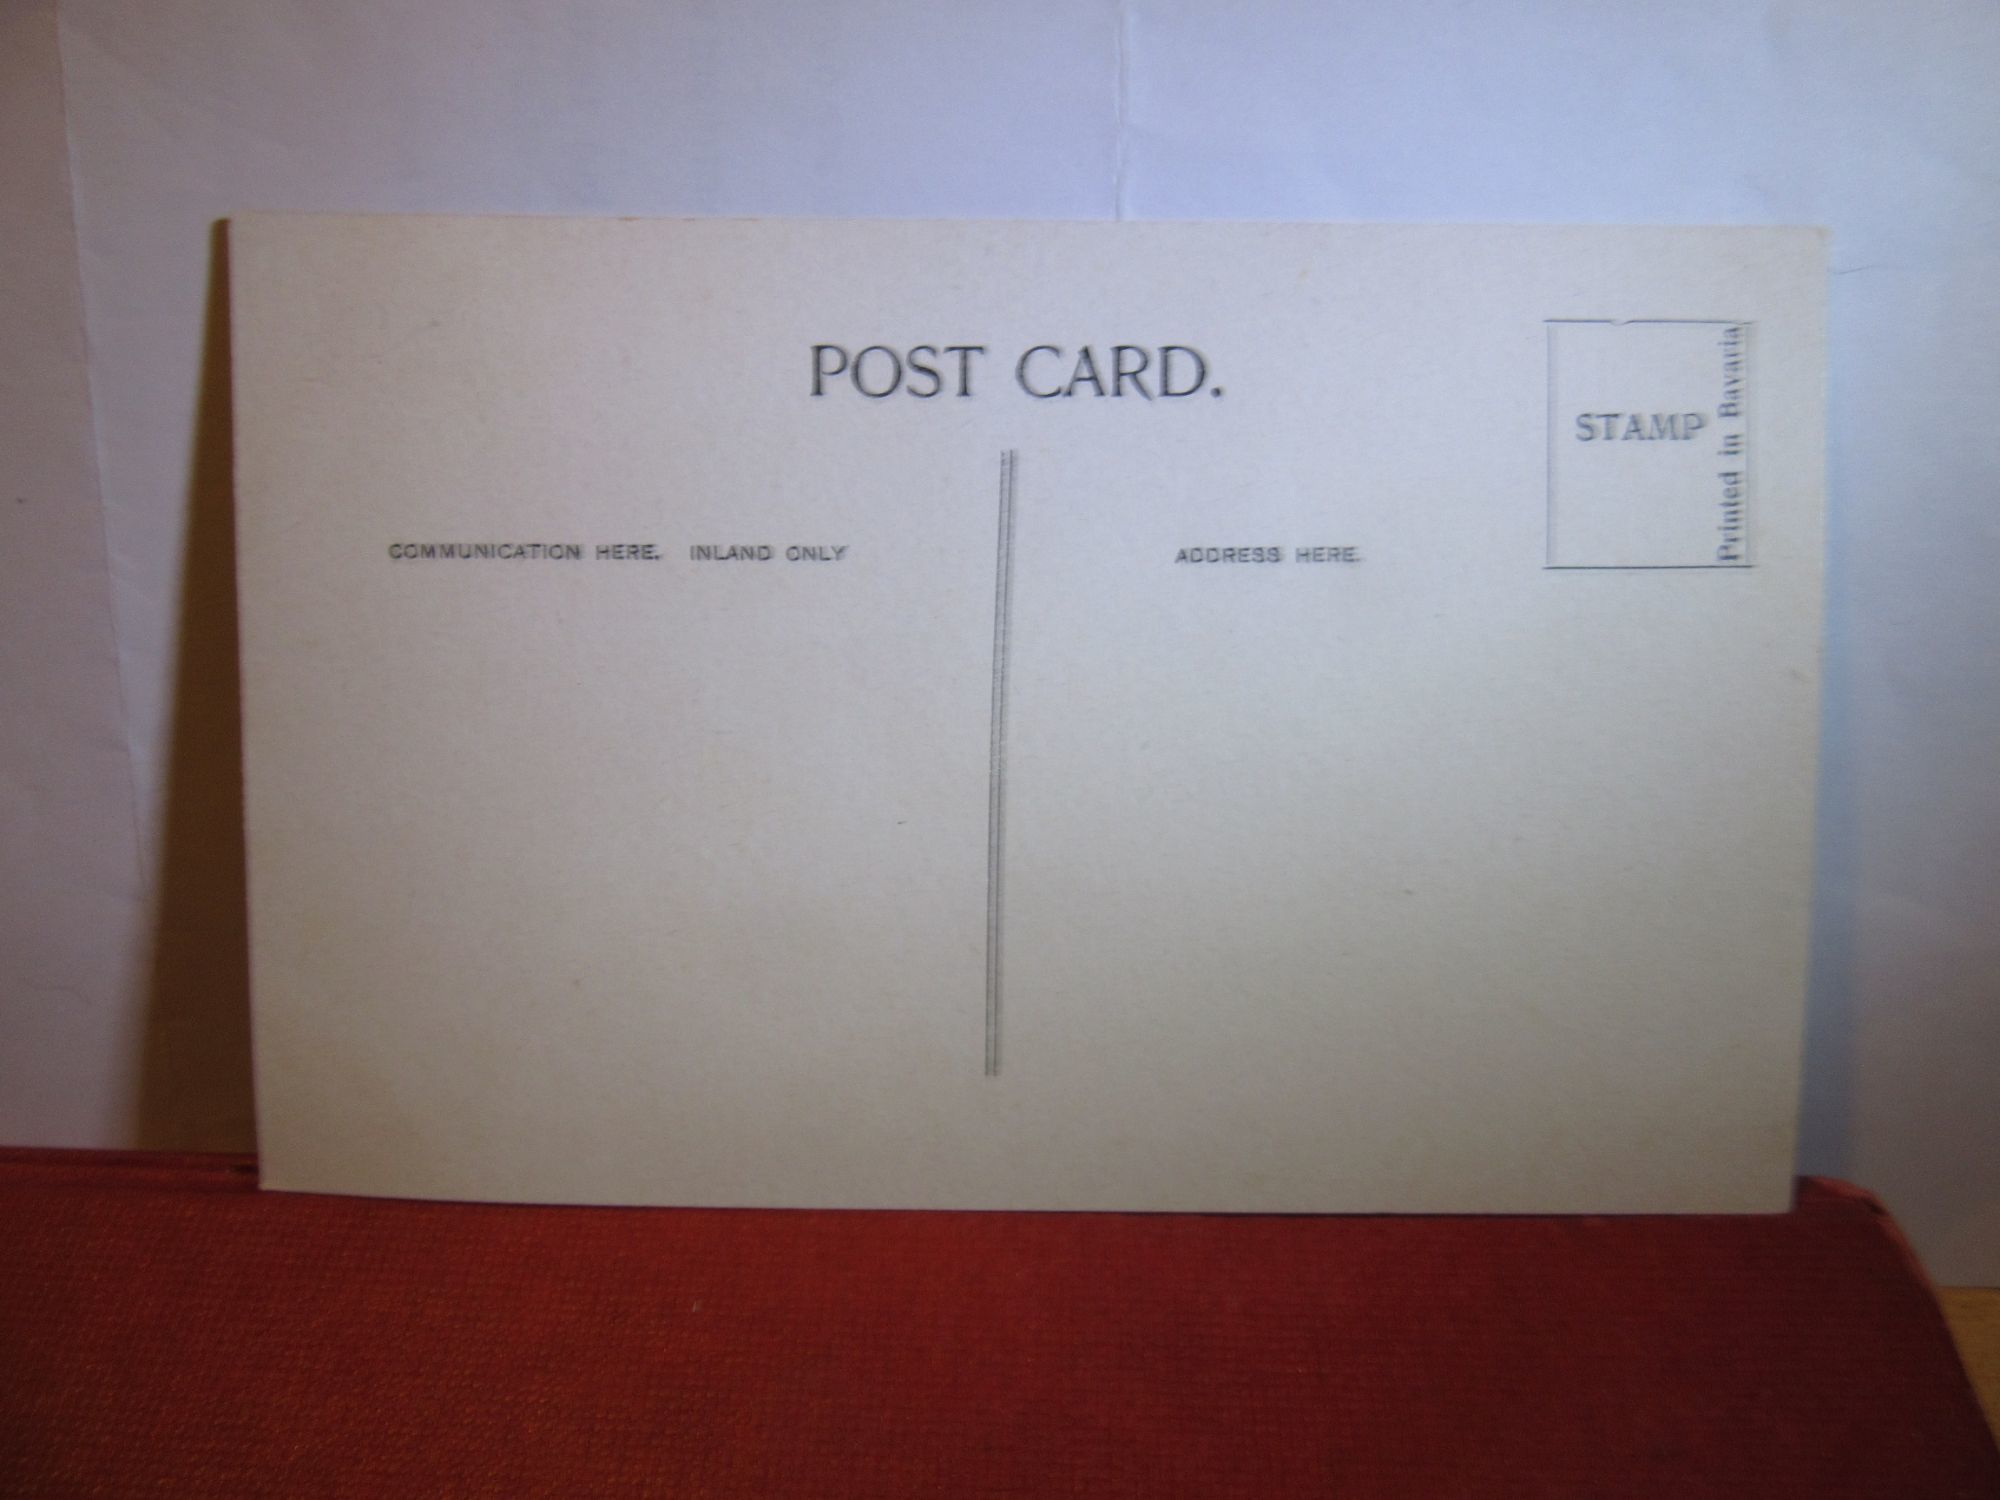 POST CARD.
STAMP
Printed in Bavaria
COMMUNICATION HERE. INLAND ONLY
ADDRESS HERE.